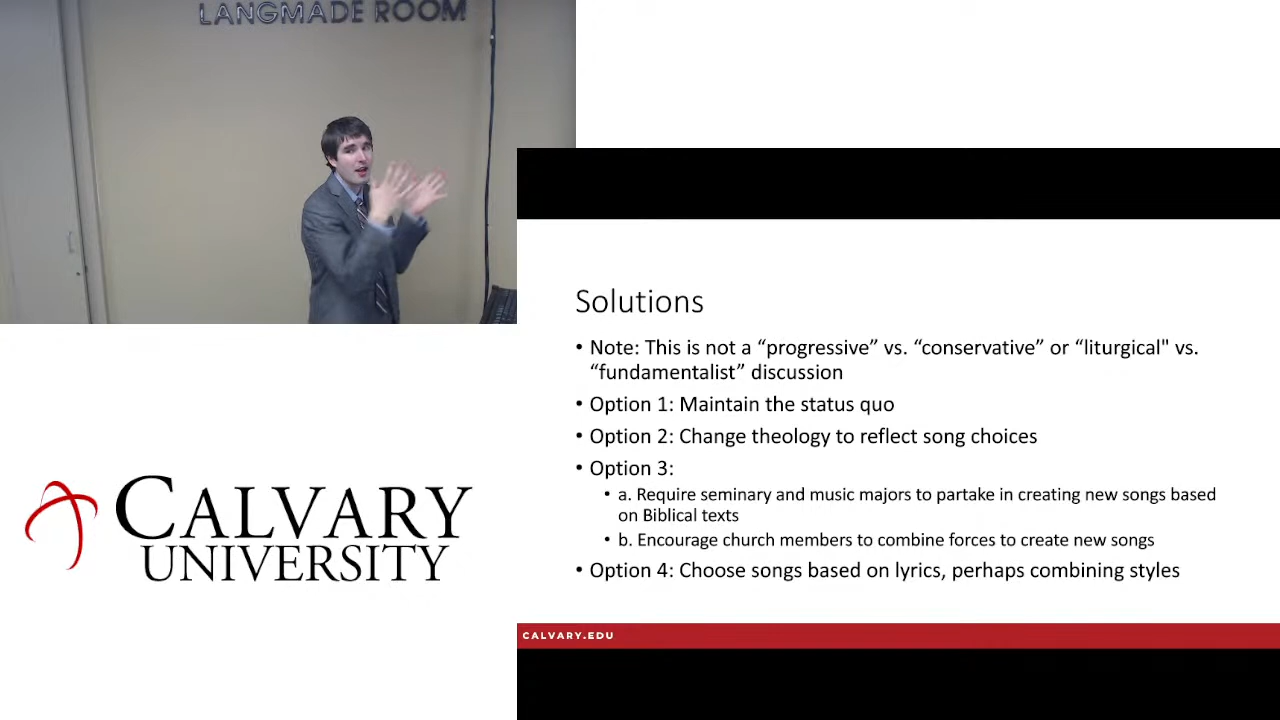 LANGMADE ROOM
Solutions
• Note: This is not a “progressive” vs. “conservative” or “liturgical" vs.
“fundamentalist” discussion
• Option 1: Maintain the status quo
• Option 2: Change theology to reflect song choices
• Option 3:
• a. Require seminary and music majors to partake in creating new songs based
on Biblical texts
• b. Encourage church members to combine forces to create new songs
• Option 4: Choose songs based on lyrics, perhaps combining styles
CALVARY
UNIVERSITY
CALVARY.EDU